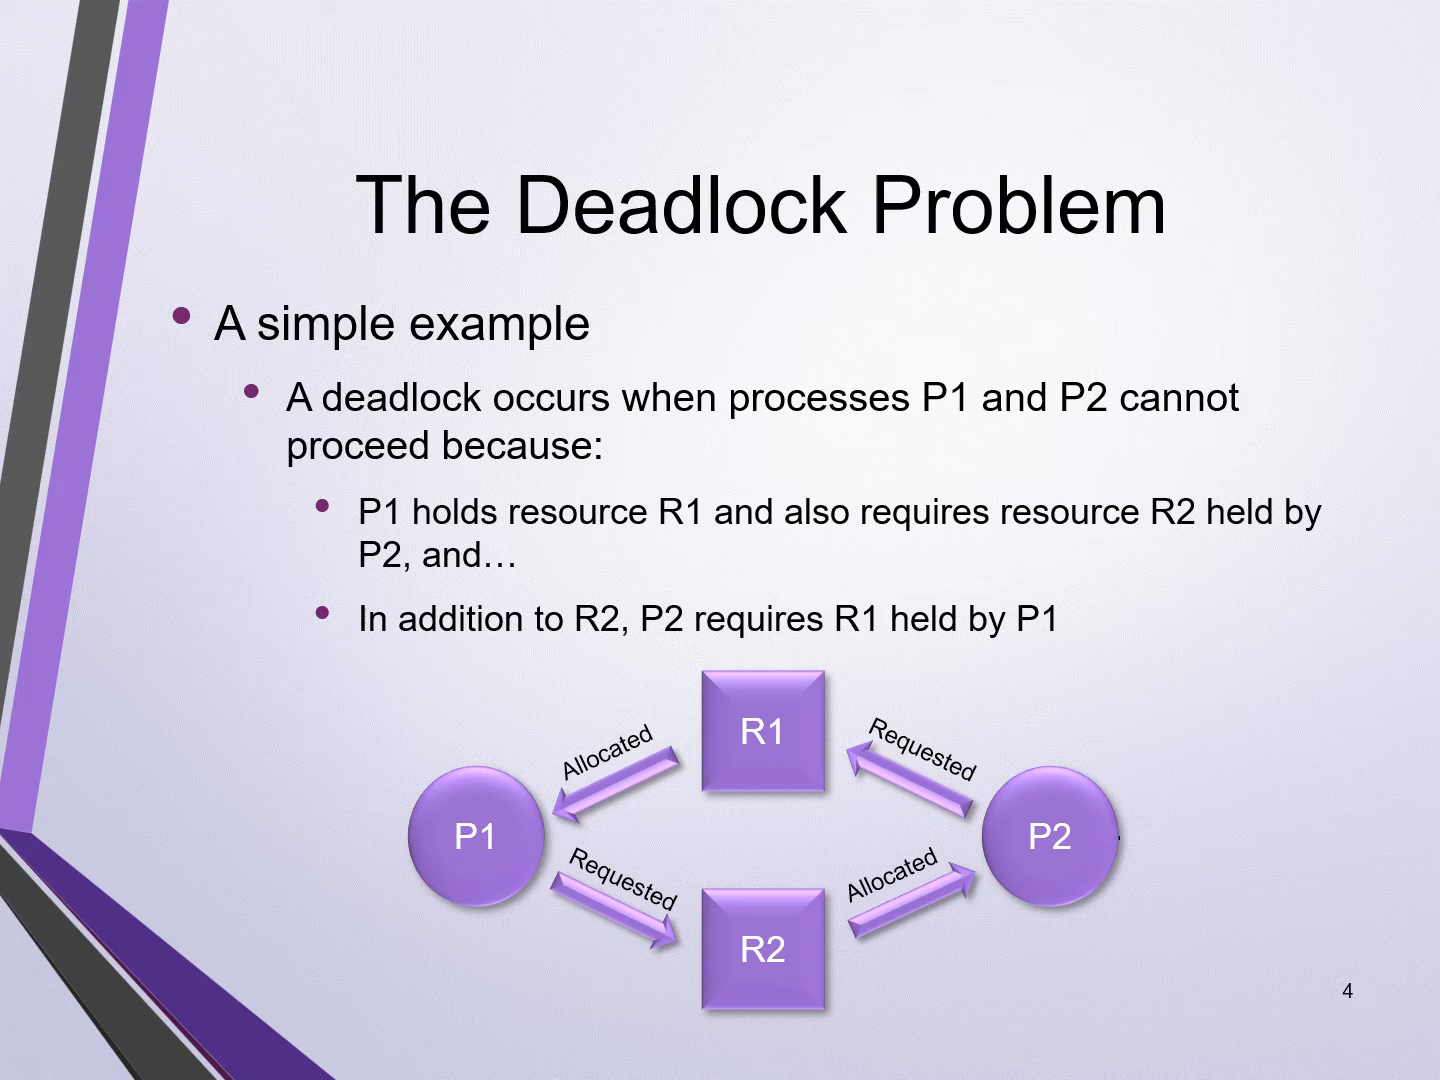 The Deadlock Problem
• A simple example
• A deadlock occurs when processes P1 and P2 cannot
proceed because:
• P1 holds resource R1 and also requires resource R2 held by
P2, and…
• In addition to R2, P2 requires R1 held by P1
R1
Allocated
Requested
P1
P2
Requested
Allocated
R2
4